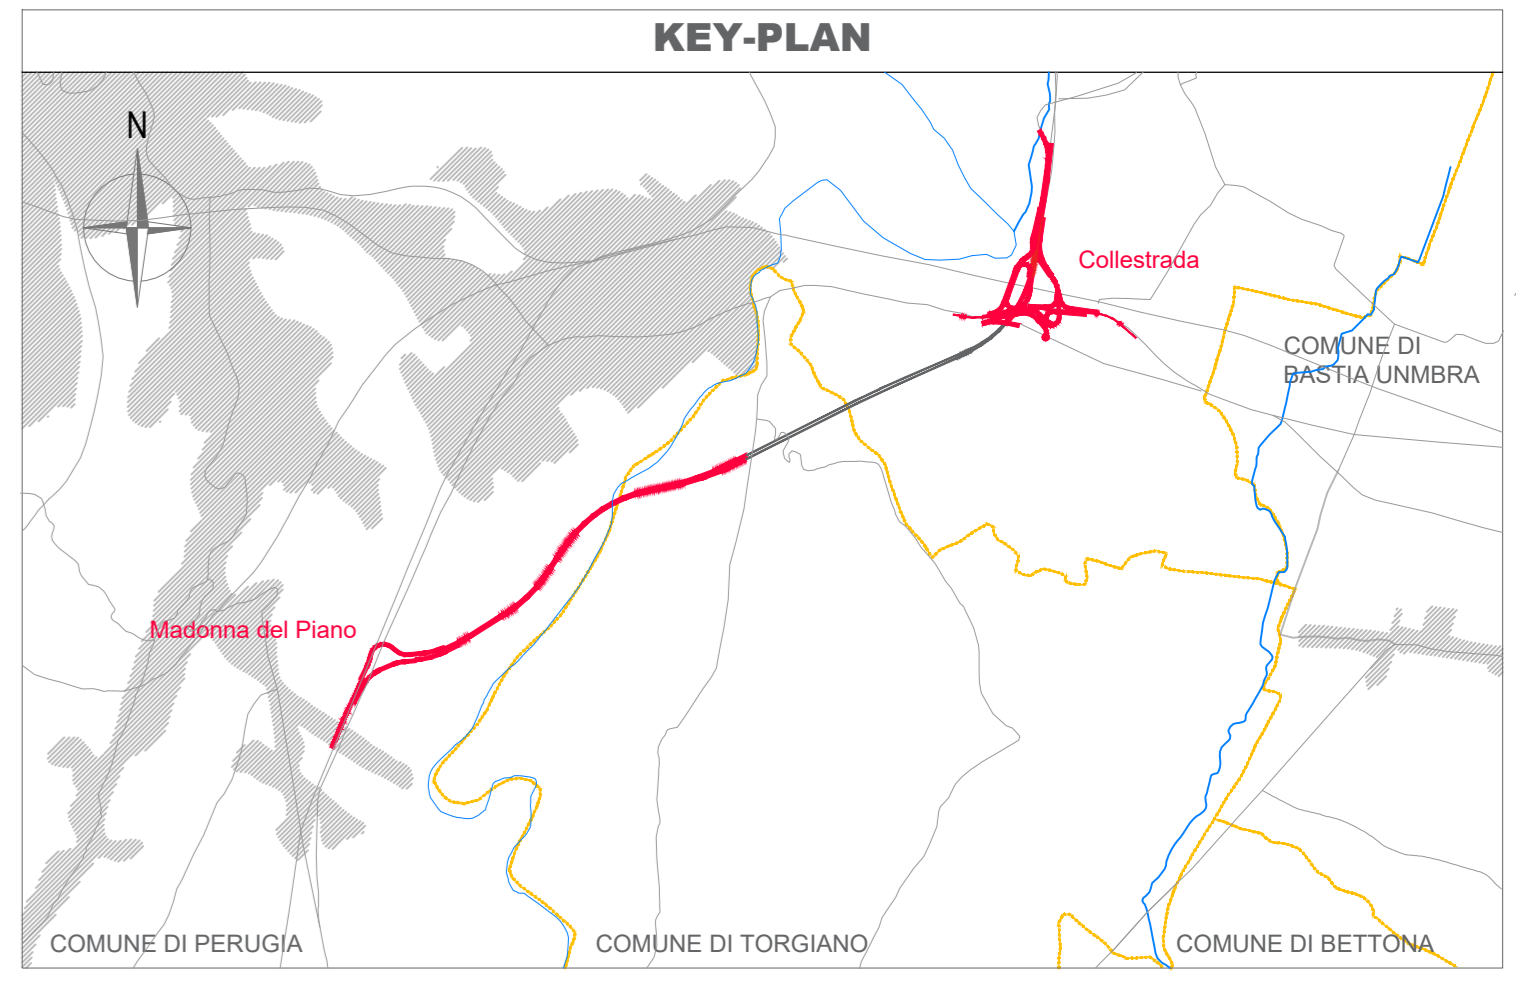 KEY-PLAN
N
Collestrada
COMUNE DI
BASTIA UNMBRA
Madonna del Piano
COMUNE DI PERUGIA
COMUNE DI TORGIANO
COMUNE DI BETTONA